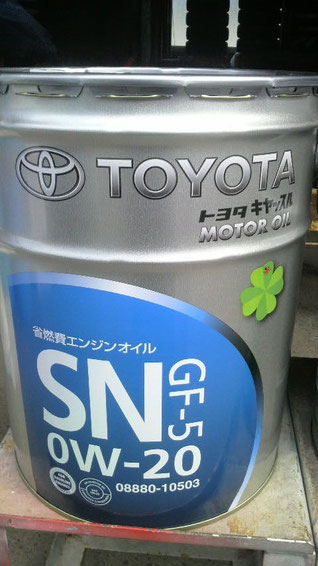 TOYOTA
トヨタ キヤッスル
MOTOR OIL
省燃費エンジンオイル
SN
GF-5
0W-20
08880-10503